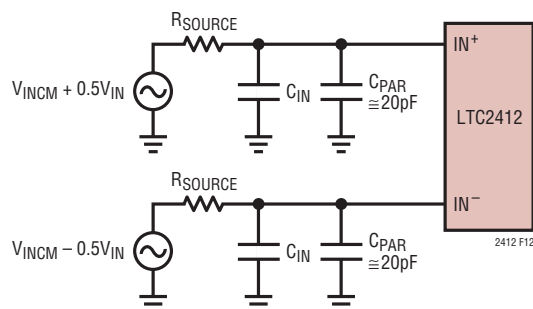 RSOURCE
VINCM + 0.5VIN
CIN
CPAR
≅20pF
IN+
LTC2412
RSOURCE
VINCM – 0.5VIN
CIN
CPAR
≅20pF
IN–
2412 F12